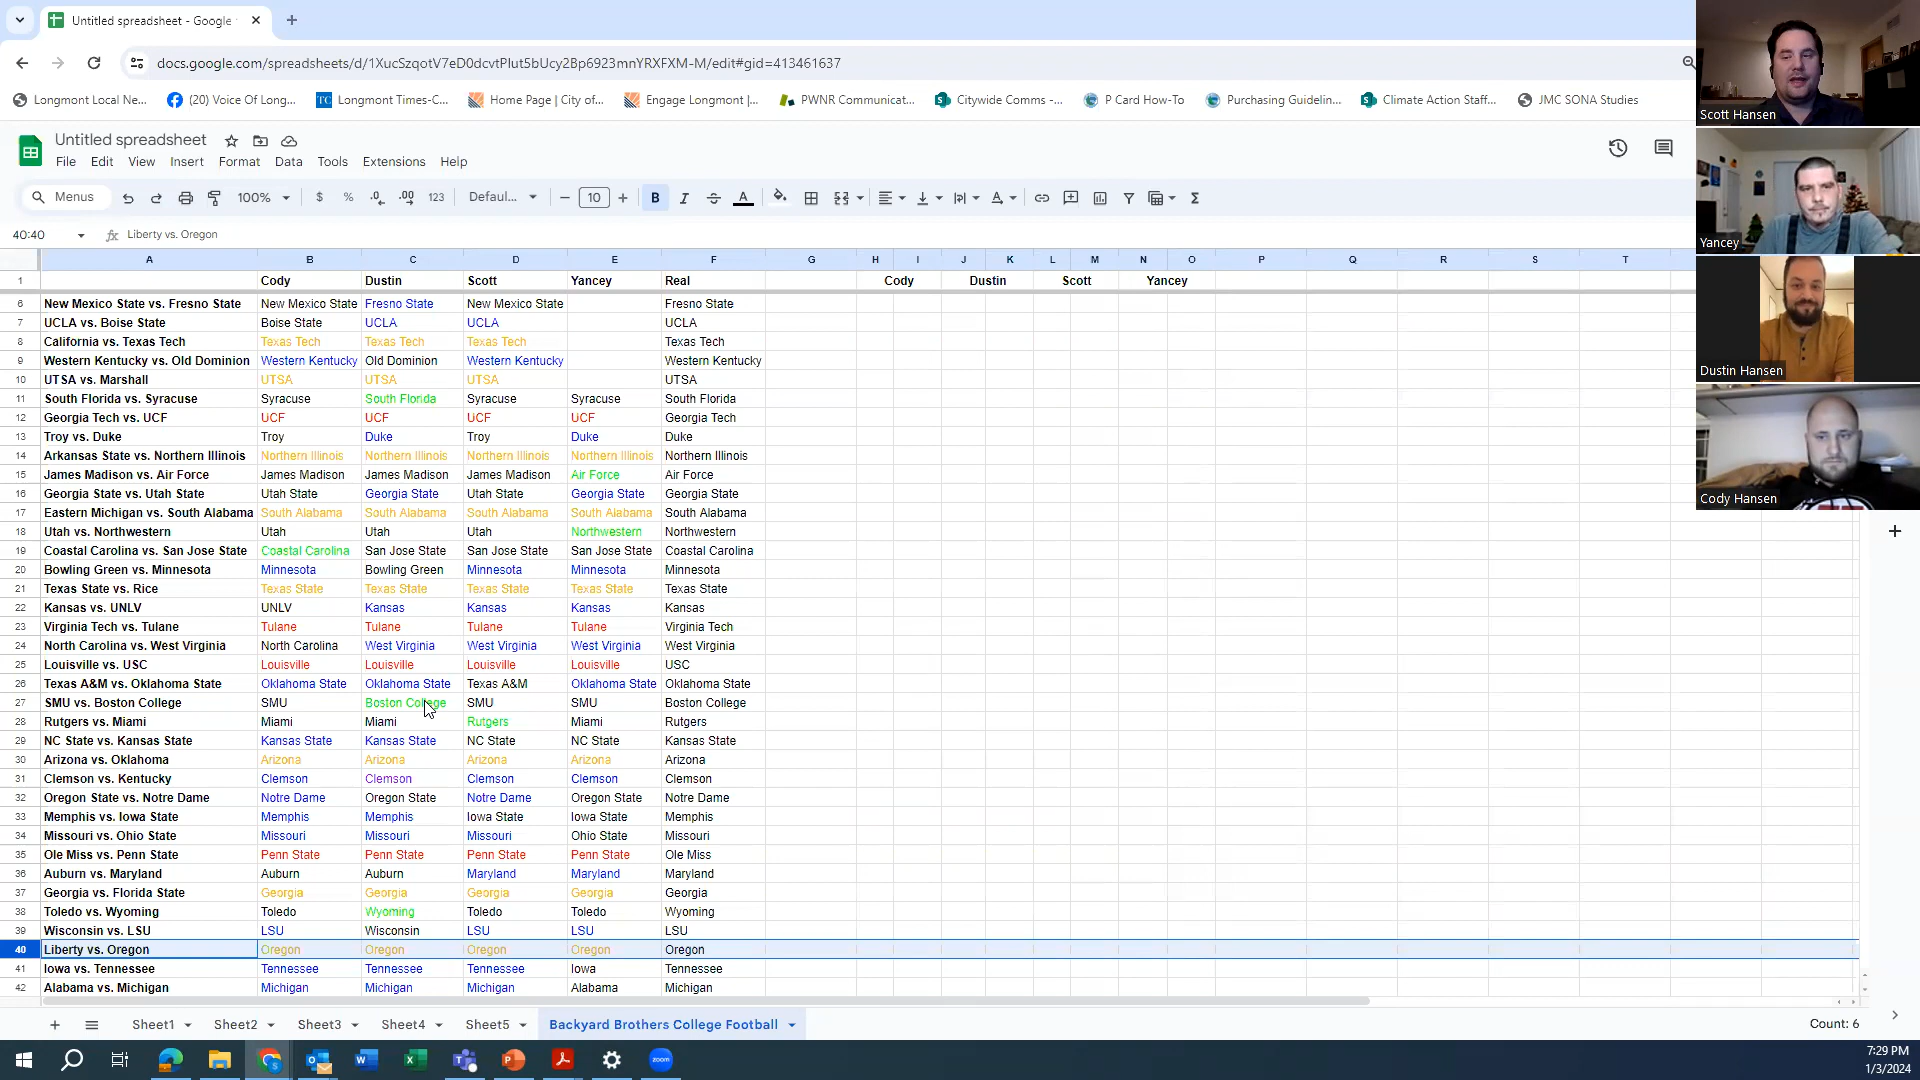 Untitled spreadsheet - Google
docs.google.com/spreadsheets/d/1XucSzqotV7eD0dcvtPIut5bUcy2Bp6923mnYRXFXM-M/edit#gid=413461637
Longmont Local Ne... (20) Voice Of Long... TC Longmont Times-C... Home Page | City of... Engage Longmont |... PWNR Communicat... Citywide Comms -... P Card How-To Purchasing Guidelin... Climate Action Staff... JMC SONA Studies
Untitled spreadsheet
File Edit View Insert Format Data Tools Extensions Help
Menus 100% $ % .0 .00 123 Defaul... 10 B I A
40:40 fx Liberty vs. Oregon
A B C D E F G H I J K L M N O P Q R S T
1 Cody Dustin Scott Yancey Real Cody Dustin Scott Yancey
6 New Mexico State vs. Fresno State New Mexico State Fresno State New Mexico State Fresno State
7 UCLA vs. Boise State Boise State UCLA UCLA UCLA
8 California vs. Texas Tech Texas Tech Texas Tech Texas Tech Texas Tech
9 Western Kentucky vs. Old Dominion Western Kentucky Old Dominion Western Kentucky Western Kentucky
10 UTSA vs. Marshall UTSA UTSA UTSA UTSA
11 South Florida vs. Syracuse Syracuse South Florida Syracuse Syracuse South Florida
12 Georgia Tech vs. UCF UCF UCF UCF UCF Georgia Tech
13 Troy vs. Duke Troy Duke Troy Duke Duke
14 Arkansas State vs. Northern Illinois Northern Illinois Northern Illinois Northern Illinois Northern Illinois Northern Illinois
15 James Madison vs. Air Force James Madison James Madison James Madison Air Force Air Force
16 Georgia State vs. Utah State Utah State Georgia State Utah State Georgia State Georgia State
17 Eastern Michigan vs. South Alabama South Alabama South Alabama South Alabama South Alabama South Alabama
18 Utah vs. Northwestern Utah Utah Utah Northwestern Northwestern
19 Coastal Carolina vs. San Jose State Coastal Carolina San Jose State San Jose State San Jose State Coastal Carolina
20 Bowling Green vs. Minnesota Minnesota Bowling Green Minnesota Minnesota Minnesota
21 Texas State vs. Rice Texas State Texas State Texas State Texas State Texas State
22 Kansas vs. UNLV UNLV Kansas Kansas Kansas Kansas
23 Virginia Tech vs. Tulane Tulane Tulane Tulane Tulane Virginia Tech
24 North Carolina vs. West Virginia North Carolina West Virginia West Virginia West Virginia West Virginia
25 Louisville vs. USC Louisville Louisville Louisville Louisville USC
26 Texas A&M vs. Oklahoma State Oklahoma State Oklahoma State Texas A&M Oklahoma State Oklahoma State
27 SMU vs. Boston College SMU Boston College SMU SMU Boston College
28 Rutgers vs. Miami Miami Miami Rutgers Miami Rutgers
29 NC State vs. Kansas State Kansas State Kansas State NC State NC State Kansas State
30 Arizona vs. Oklahoma Arizona Arizona Arizona Arizona Arizona
31 Clemson vs. Kentucky Clemson Clemson Clemson Clemson Clemson
32 Oregon State vs. Notre Dame Notre Dame Oregon State Notre Dame Oregon State Notre Dame
33 Memphis vs. Iowa State Memphis Memphis Iowa State Iowa State Memphis
34 Missouri vs. Ohio State Missouri Missouri Missouri Ohio State Missouri
35 Ole Miss vs. Penn State Penn State Penn State Penn State Penn State Ole Miss
36 Auburn vs. Maryland Auburn Auburn Maryland Maryland Maryland
37 Georgia vs. Florida State Georgia Georgia Georgia Georgia Georgia
38 Toledo vs. Wyoming Toledo Wyoming Toledo Toledo Wyoming
39 Wisconsin vs. LSU LSU Wisconsin LSU LSU LSU
40 Liberty vs. Oregon Oregon Oregon Oregon Oregon Oregon
41 Iowa vs. Tennessee Tennessee Tennessee Tennessee Iowa Tennessee
42 Alabama vs. Michigan Michigan Michigan Michigan Alabama Michigan
Sheet1 Sheet2 Sheet3 Sheet4 Sheet5 Backyard Brothers College Football Count: 6
zoom
7:29 PM
1/3/2024
Scott Hansen
Yancey
Dustin Hansen
Cody Hansen